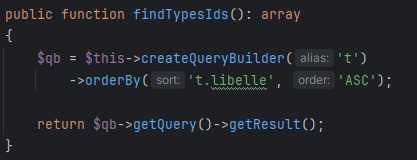 public function findTypesIds(): array
{
$qb = $this->createQueryBuilder( alias: 't')
->orderBy( sort: 't.libelle', order: 'ASC');
return $qb->getQuery()->getResult();
}